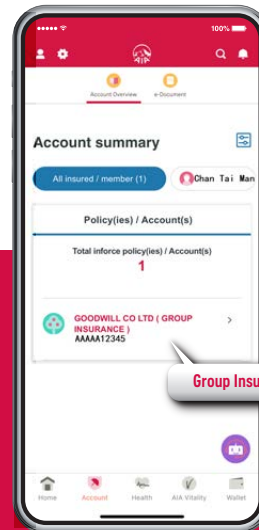 100%
AIA
Account Overview
e-Document
Account summary
All insured / member (1)
Chan Tai Man
Policy(ies) / Account(s)
Total inforce policy(ies) / Account(s)
1
GOODWILL CO LTD ( GROUP
INSURANCE )
AAAAA12345
Group Insu
Home
Account
Health
AIA Vitality
Wallet